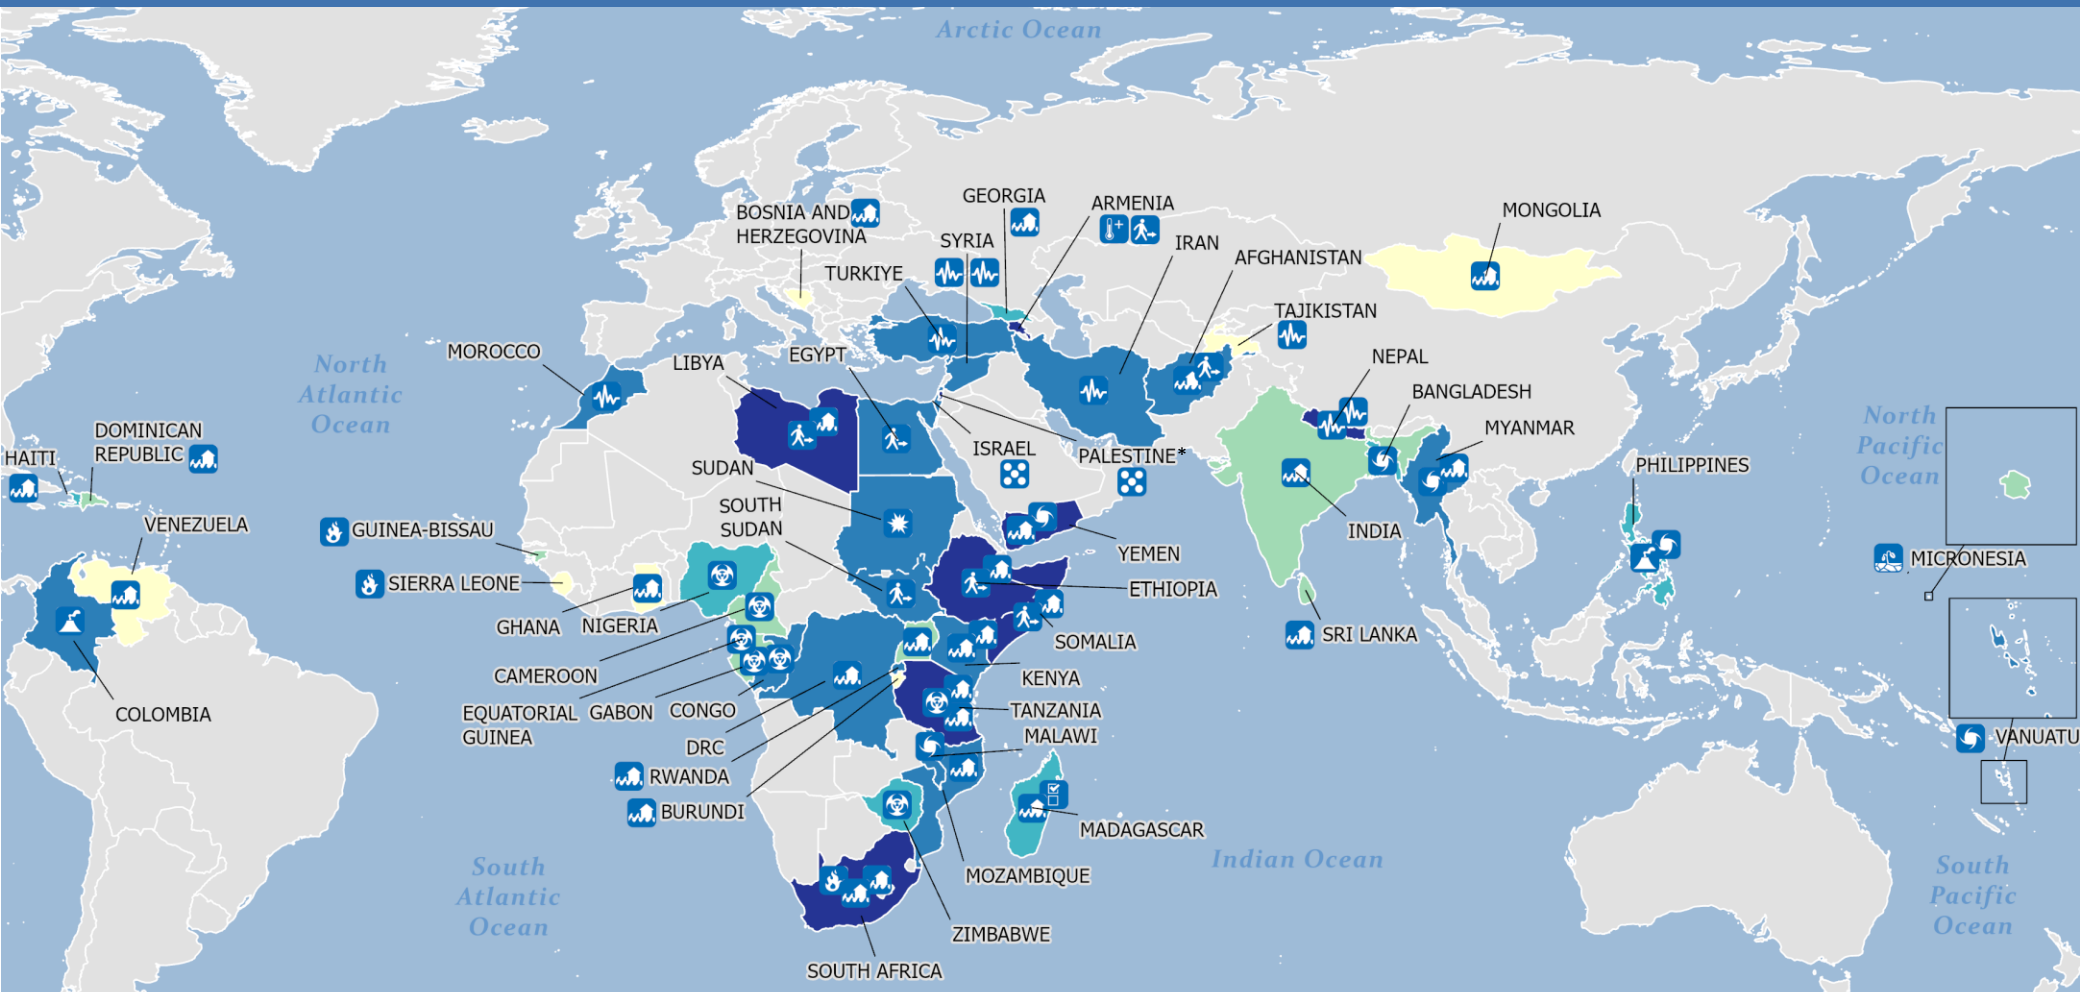 Arctic Ocean
GEORGIA
ARMENIA
BOSNIA AND
HERZEGOVINA
MONGOLIA
SYRIA
IRAN
AFGHANISTAN
TURKIYE
TAJIKISTAN
MOROCCO
LIBYA
EGYPT
NEPAL
North
Atlantic
Ocean
BANGLADESH
North
Pacific
Ocean
DOMINICAN
REPUBLIC
HAITI
MYANMAR
ISRAEL
PALESTINE*
PHILIPPINES
SUDAN
SOUTH
SUDAN
VENEZUELA
GUINEA-BISSAU
INDIA
YEMEN
MICRONESIA
SIERRA LEONE
ETHIOPIA
GHANA
NIGERIA
SOMALIA
SRI LANKA
CAMEROON
KENYA
EQUATORIAL
GUINEA
GABON
CONGO
TANZANIA
COLOMBIA
MALAWI
VANUATU
DRC
RWANDA
BURUNDI
MADAGASCAR
Indian Ocean
South
Atlantic
Ocean
MOZAMBIQUE
South
Pacific
Ocean
ZIMBABWE
SOUTH AFRICA